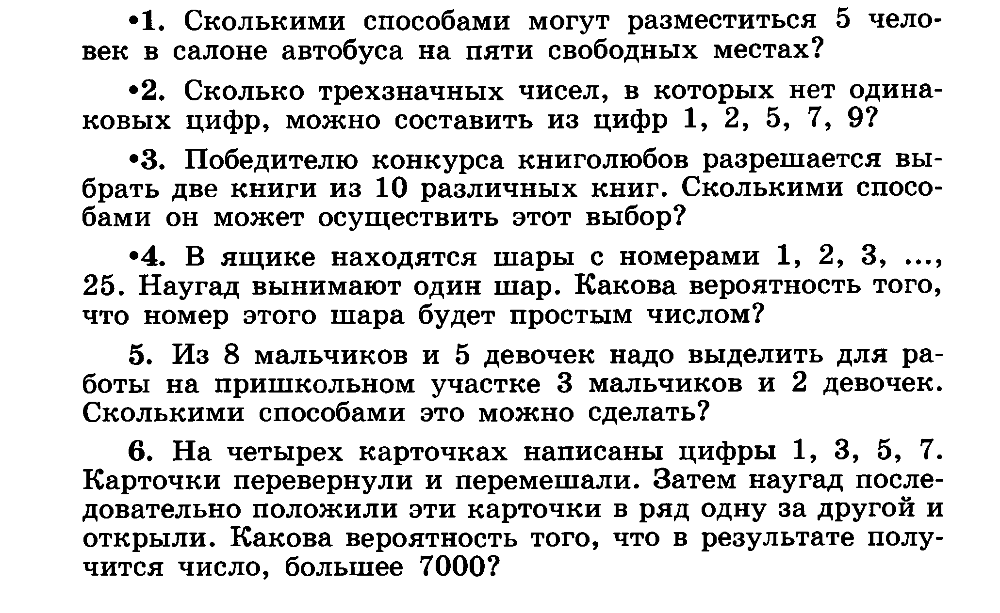 •1. Сколькими способами могут разместиться 5 чело-
век в салоне автобуса на пяти свободных местах?
•2. Сколько трехзначных чисел, в которых нет одина-
ковых цифр, можно составить из цифр 1, 2, 5, 7, 9?
•3. Победителю конкурса книголюбов разрешается вы-
брать две книги из 10 различных книг. Сколькими спосо-
бами он может осуществить этот выбор?
•4. В ящике находятся шары с номерами 1, 2, 3, ...,
25. Наугад вынимают один шар. Какова вероятность того,
что номер этого шара будет простым числом?
5. Из 8 мальчиков и 5 девочек надо выделить для ра-
боты на пришкольном участке 3 мальчиков и 2 девочек.
Сколькими способами это можно сделать?
6. На четырех карточках написаны цифры 1, 3, 5, 7.
Карточки перевернули и перемешали. Затем наугад после-
довательно положили эти карточки в ряд одну за другой и
открыли. Какова вероятность того, что в результате полу-
чится число, большее 7000?